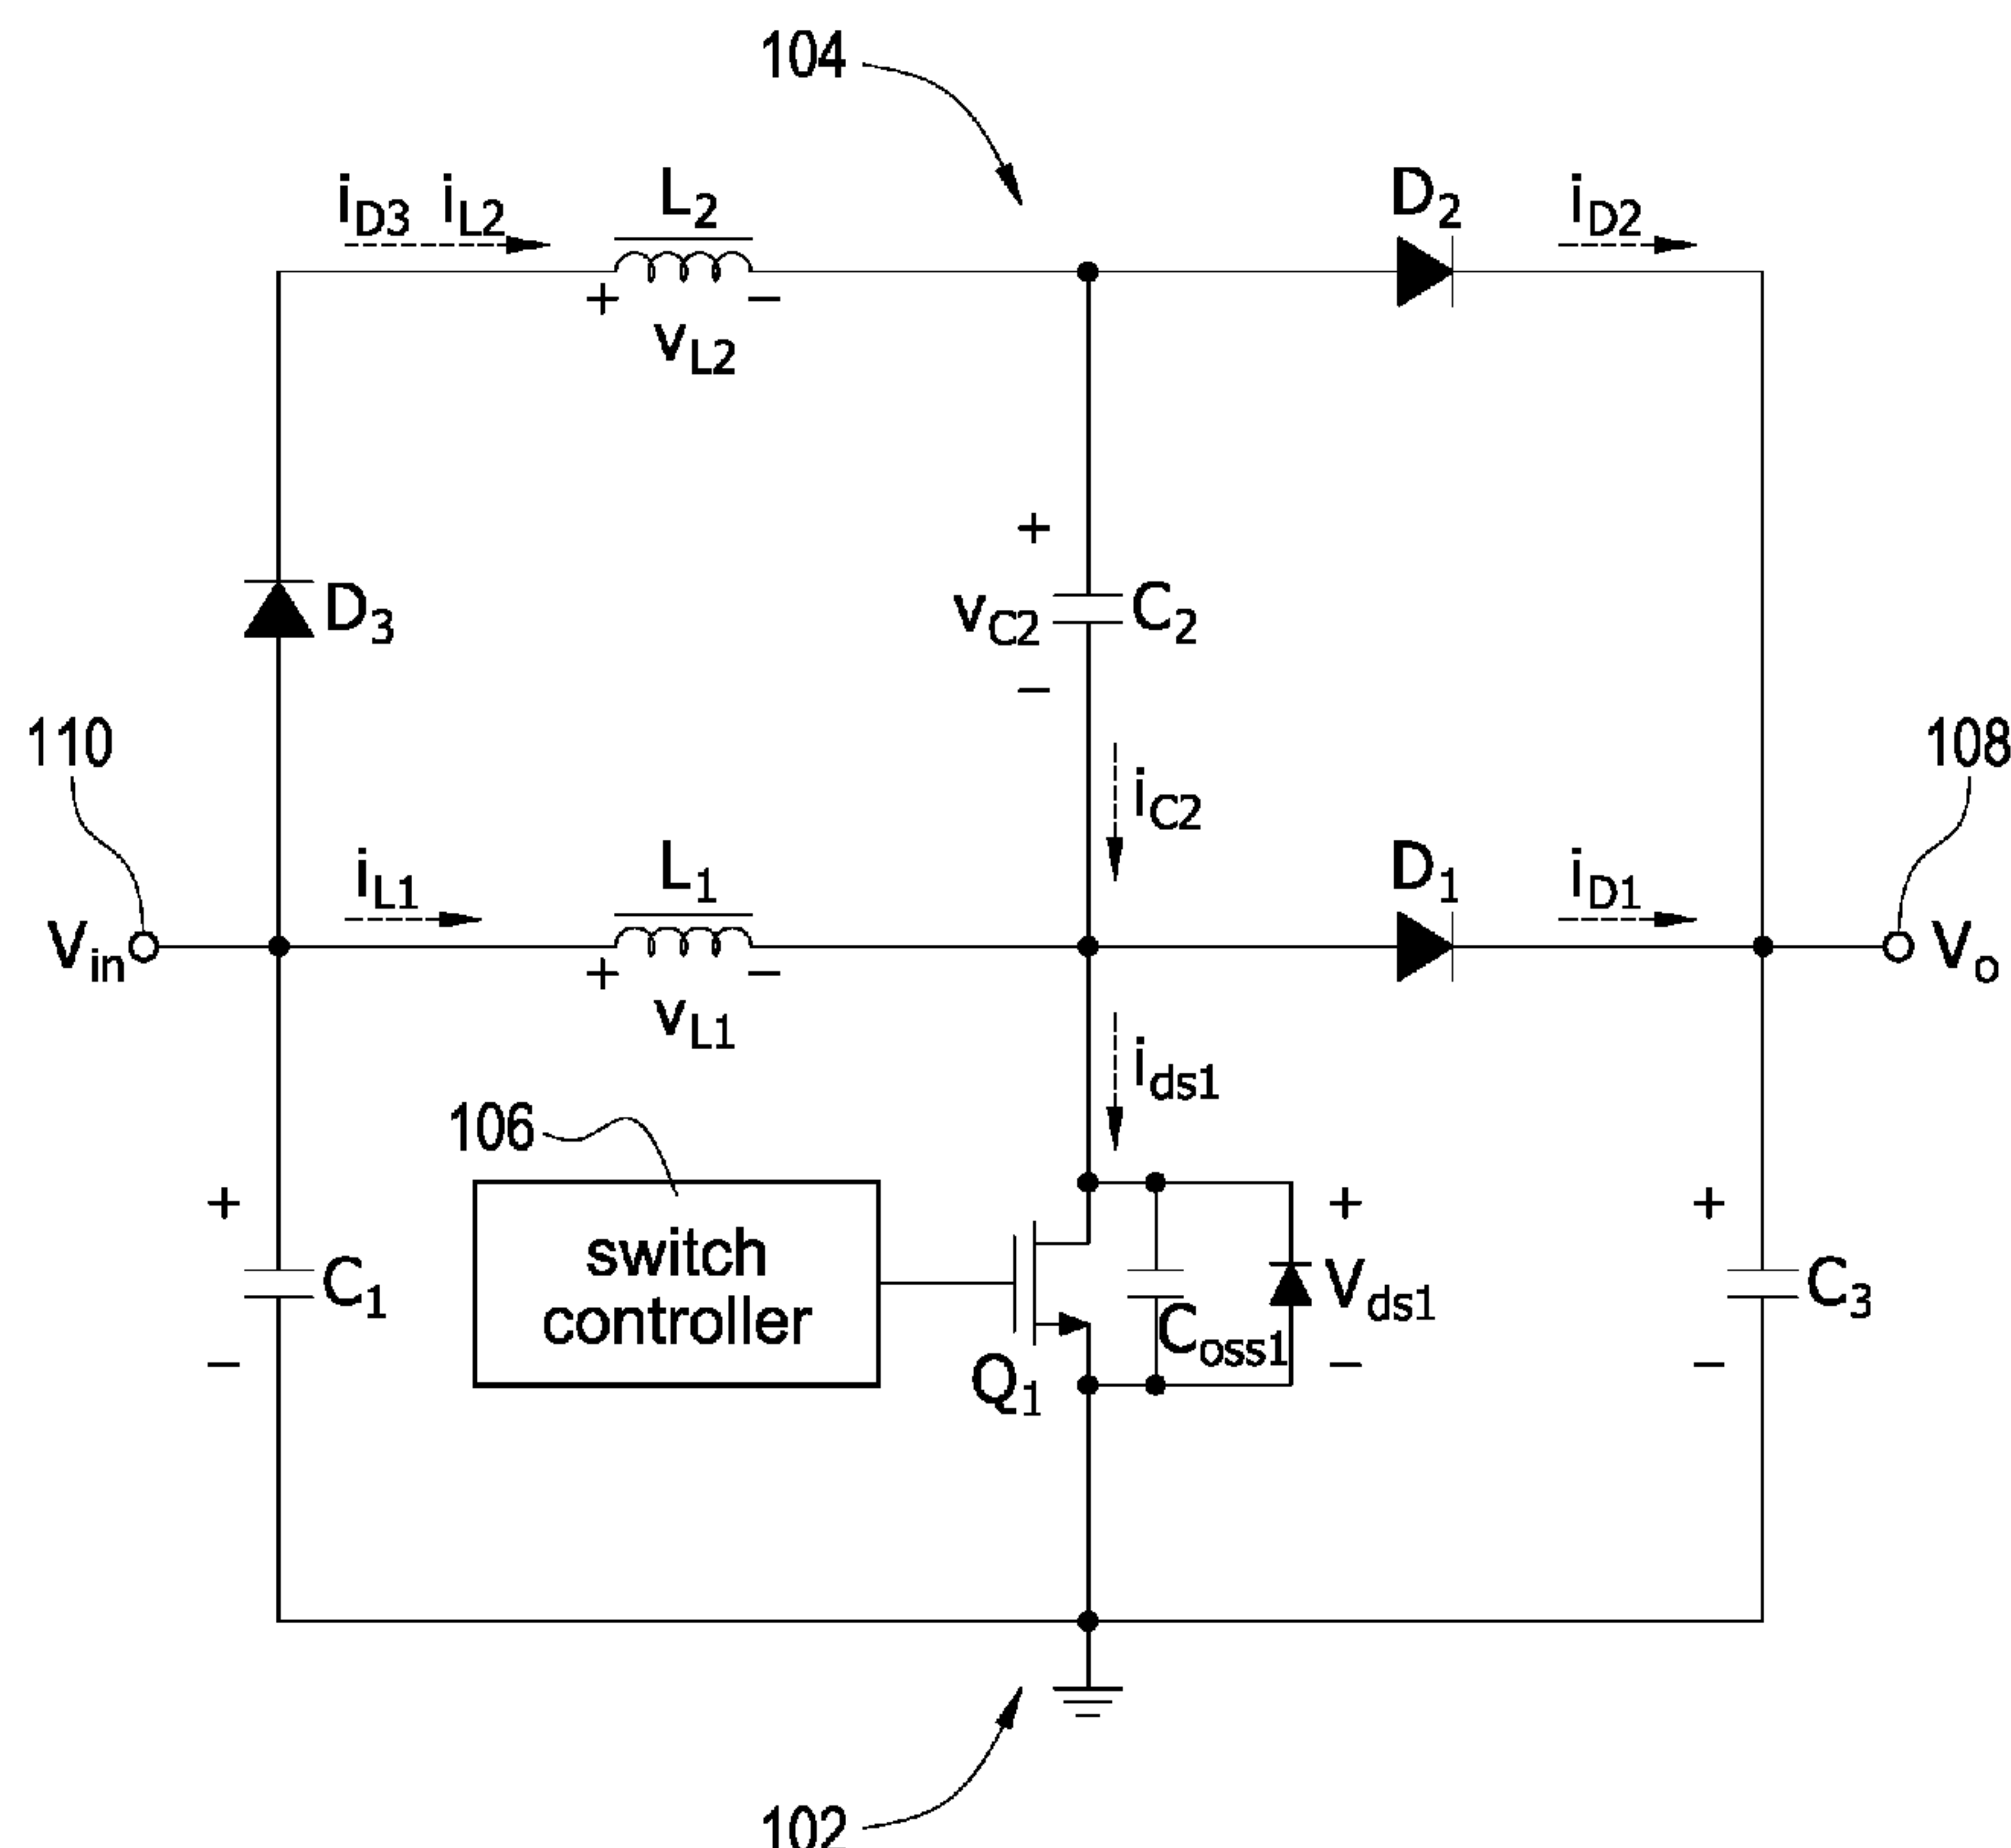 104
iD3 iL2
L2
D2
iD2
+ −
vL2
D3
+
vC2
C2
−
110
108
iC2
iL1
L1
D1
iD1
Vin
Vo
+ −
vL1
ids1
106
switch
controller
+
C1
−
Q1
Coss1
+
Vds1
−
+
C3
−
102